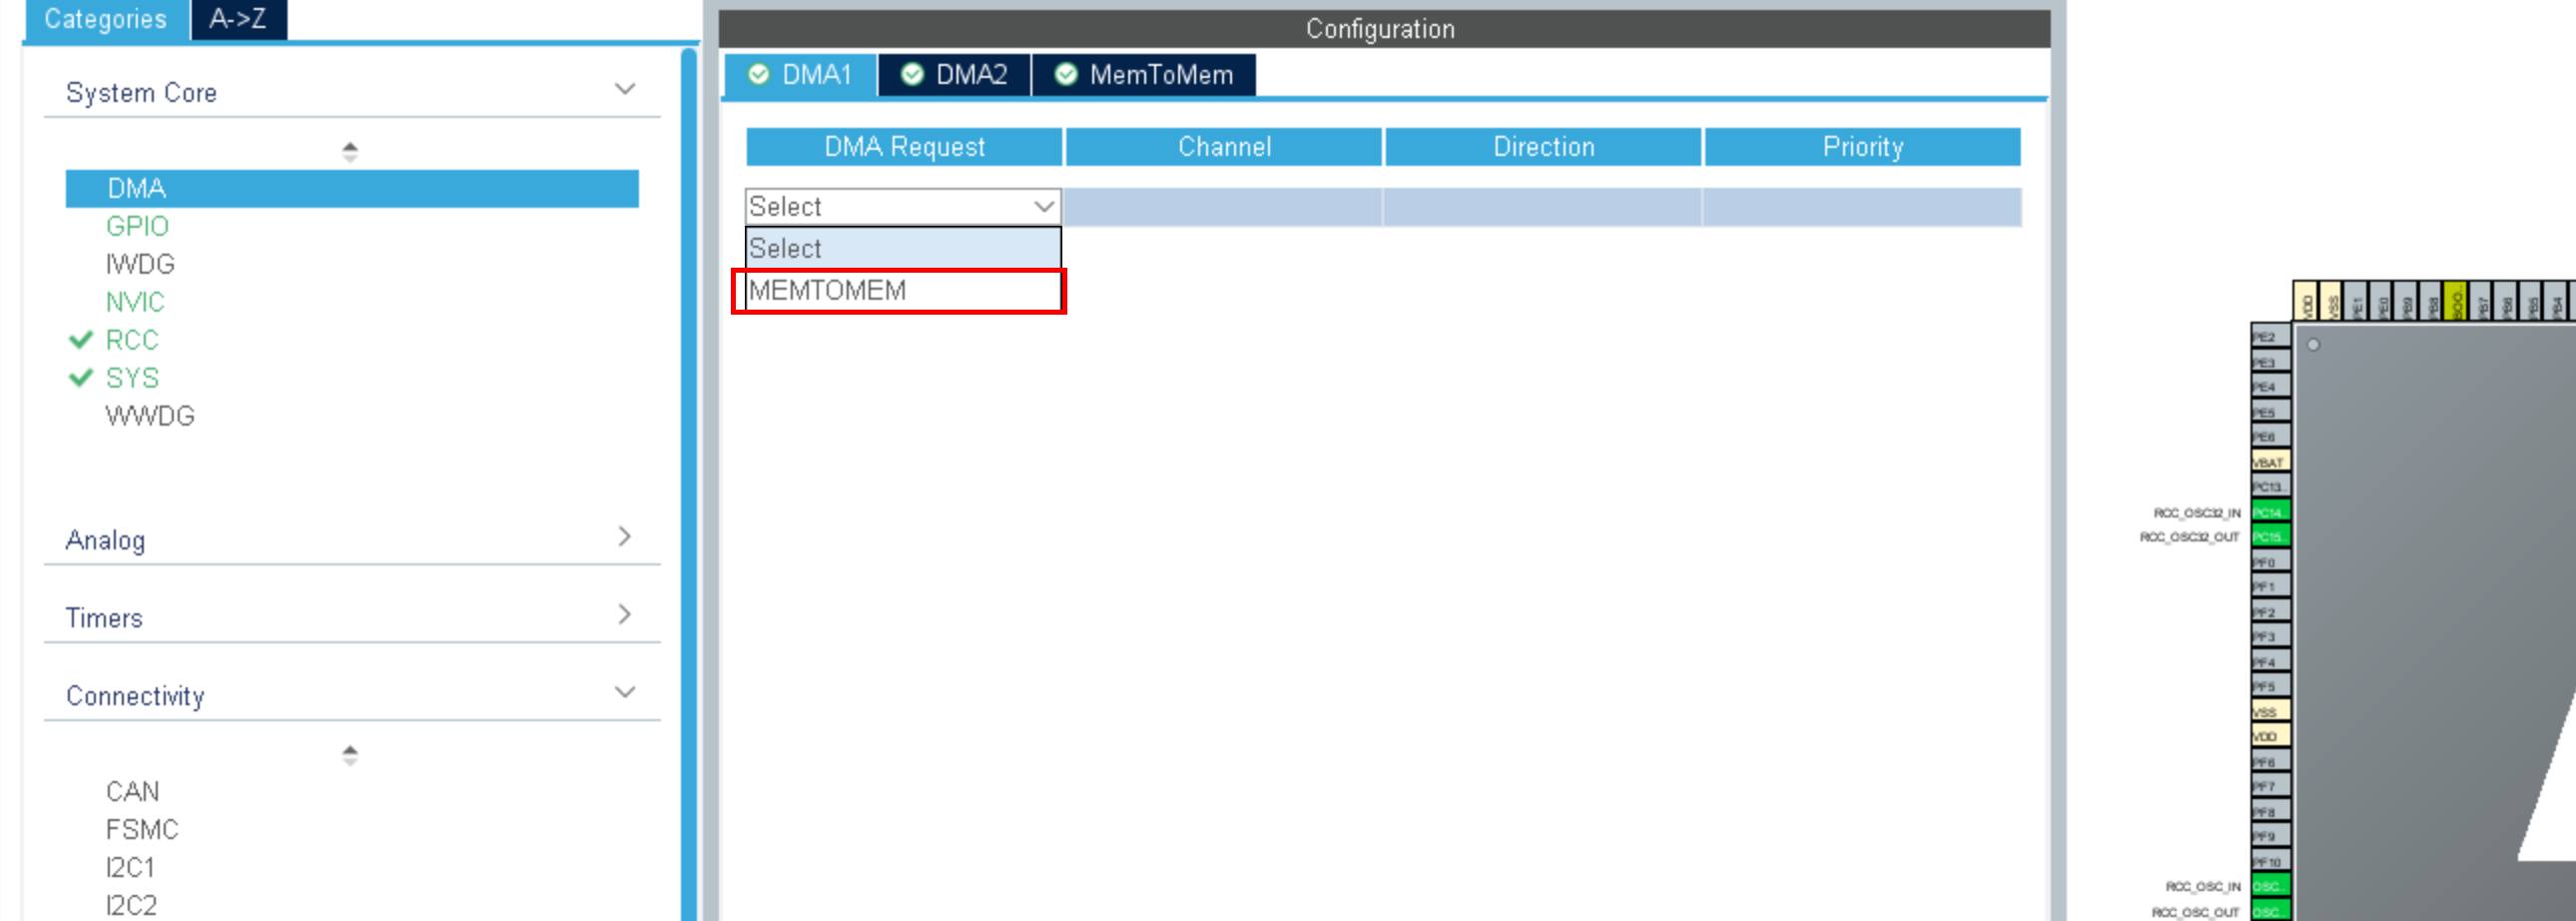 Categories
A->Z
System Core
DMA
GPIO
IWDG
NVIC
RCC
SYS
WWDG
Analog
Timers
Connectivity
CAN
FSMC
I2C1
I2C2
Configuration
DMA1
DMA2
MemToMem
DMA Request
Channel
Direction
Priority
Select
Select
MEMTOMEM
VDD
VSS
PE1
PE0
PB9
PB8
BOO..
PB7
PB6
PB5
PB4
PE2
PE3
PE4
PE5
PE6
VBAT
PC13..
RCC_OSC32_IN
PC14..
RCC_OSC32_OUT
PC15..
PF0
PF1
PF2
PF3
PF4
PF5
VSS
VDD
PF6
PF7
PF8
PF9
PF10
RCC_OSC_IN
OSC..
RCC_OSC_OUT
OSC..